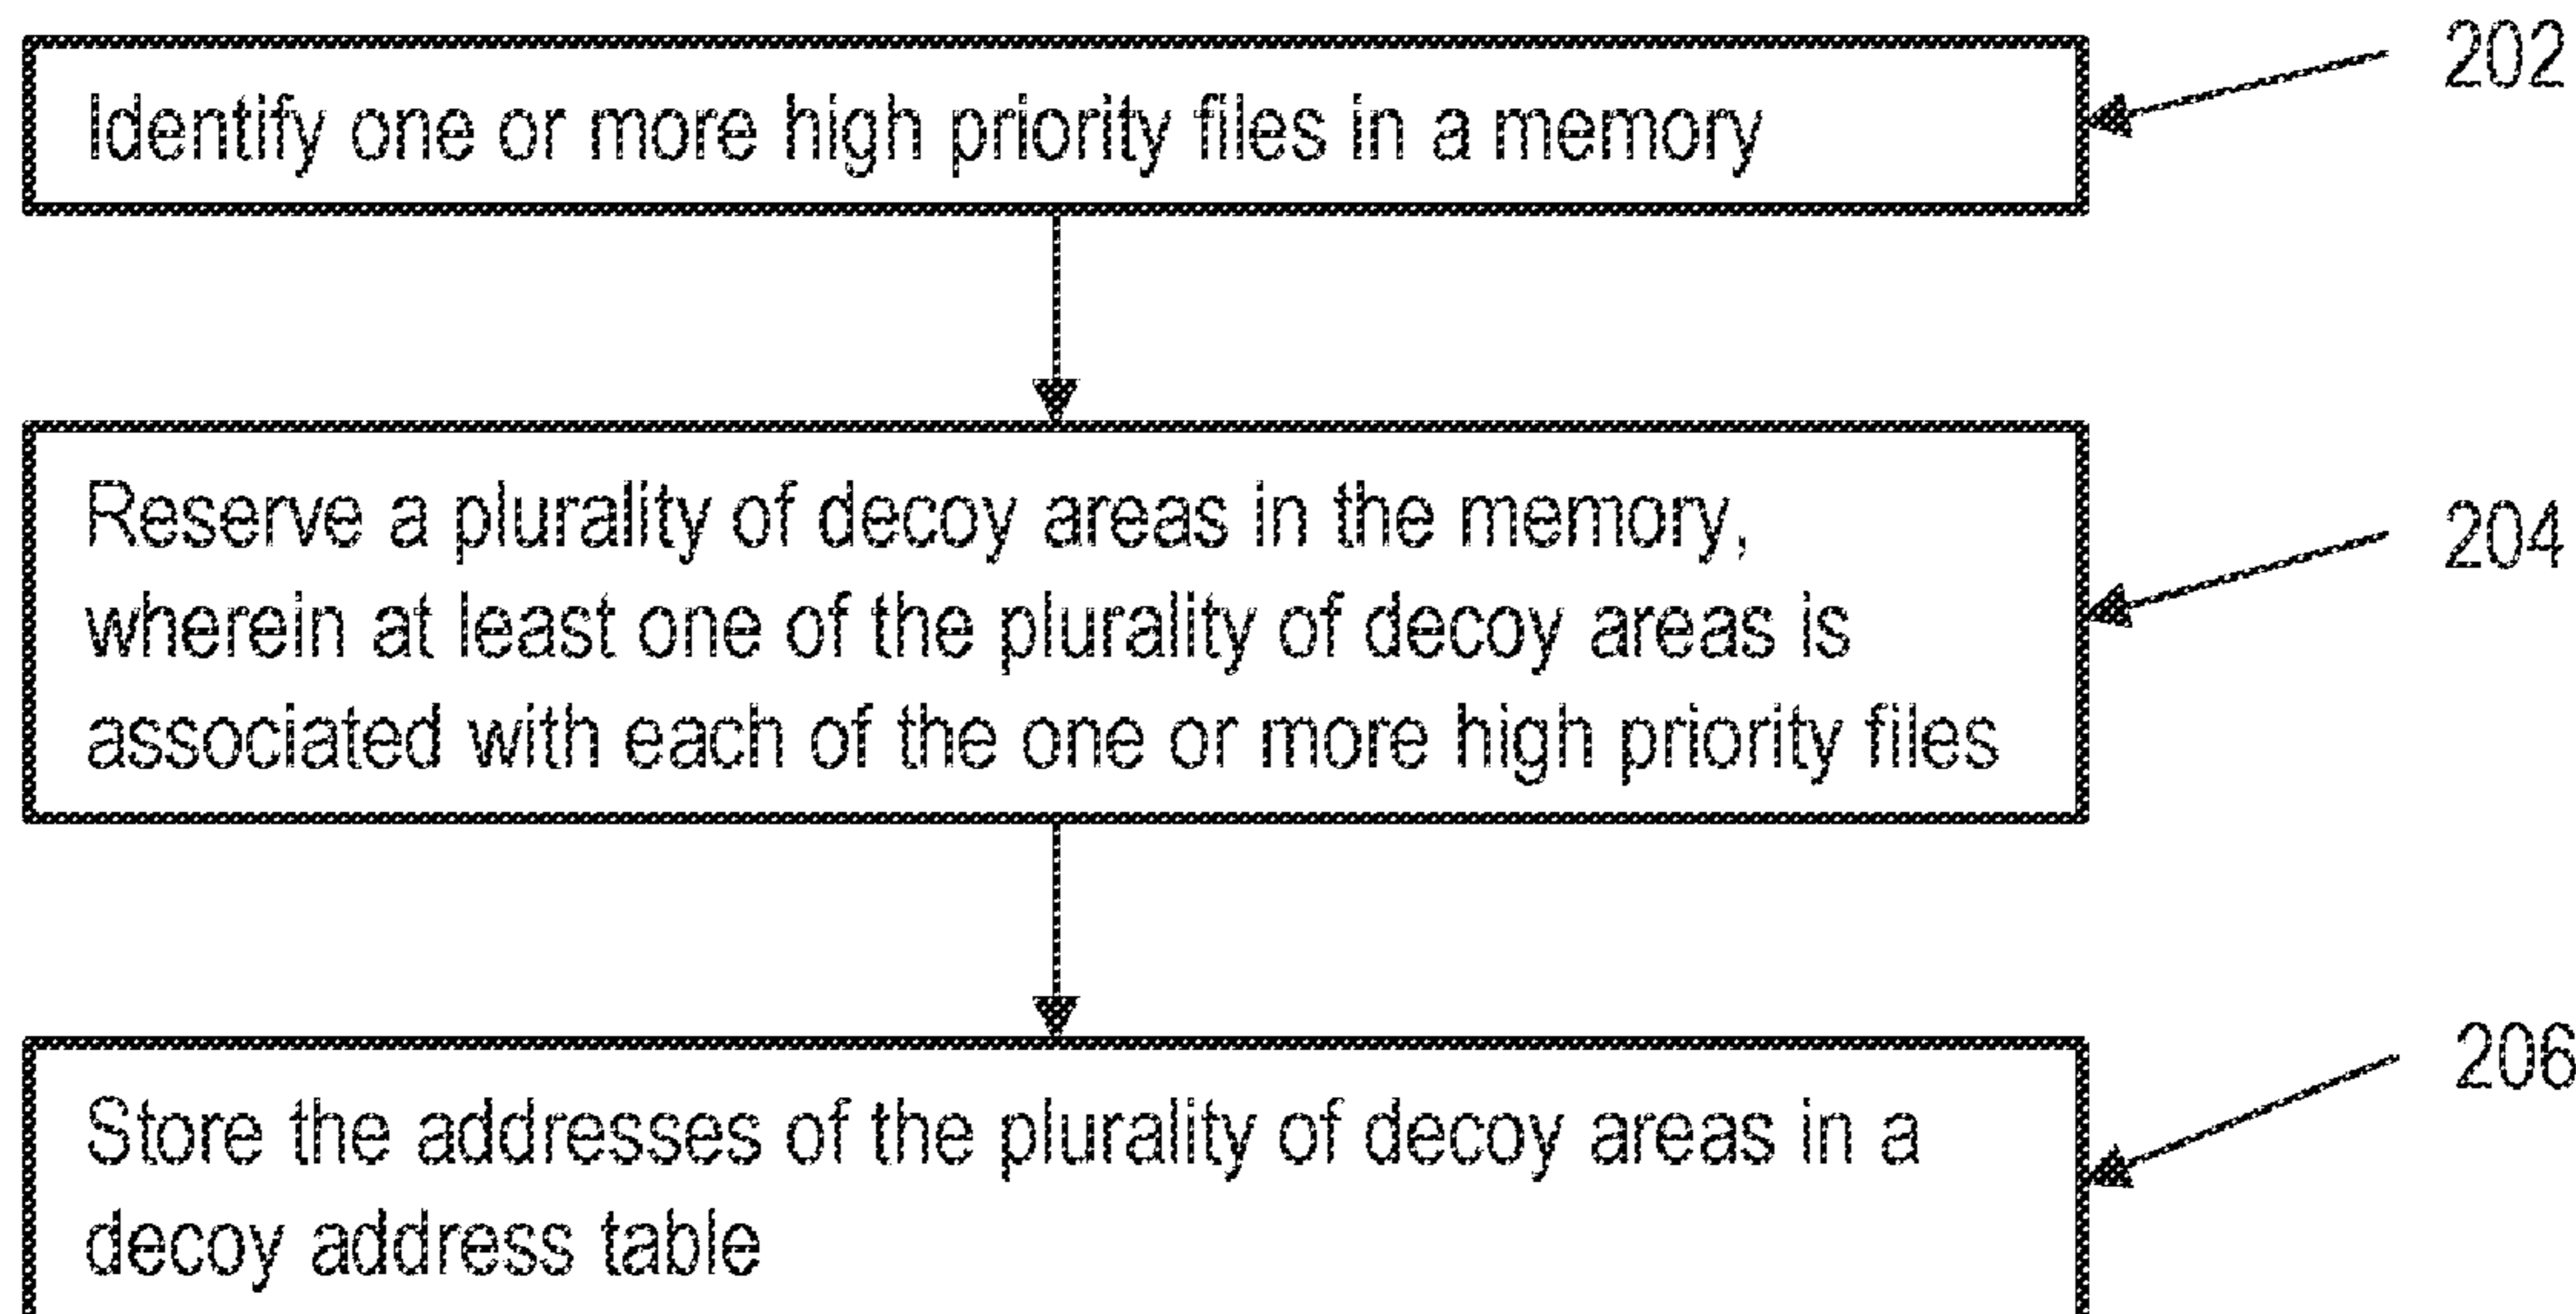 Identify one or more high priority files in a memory
202
Reserve a plurality of decoy areas in the memory,
wherein at least one of the plurality of decoy areas is
associated with each of the one or more high priority files
204
Store the addresses of the plurality of decoy areas in a
decoy address table
206